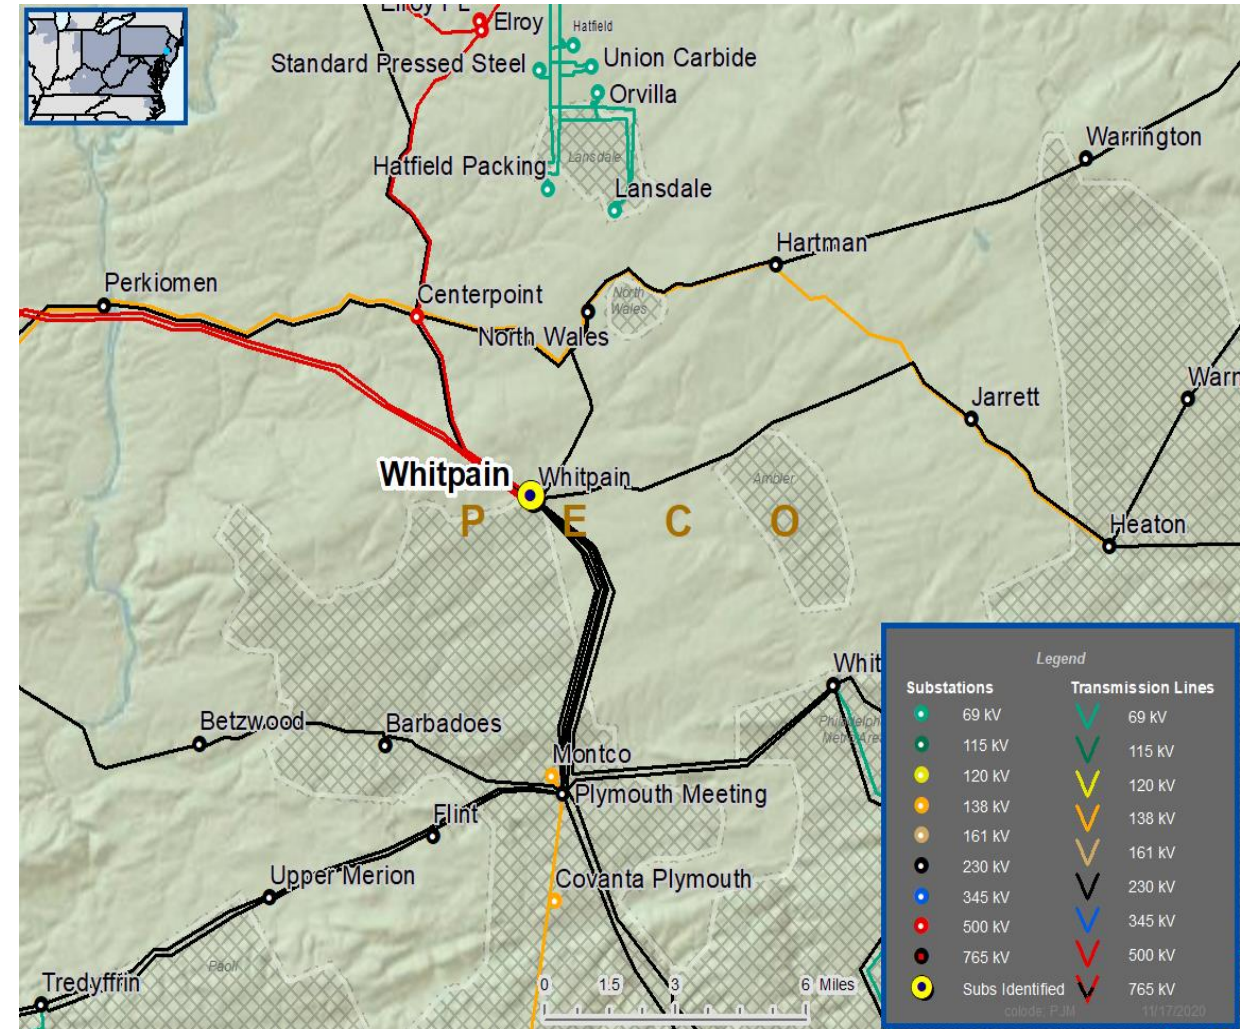 Elroy
Hatfield
Standard Pressed Steel
Union Carbide
Orvilla
Warrington
Lansdale
Hatfield Packing
Lansdale
Hartman
Perkiomen
Centerpoint
North
Wales
North Wales
Warr
Jarrett
Whitpain
Whitpain
Ambler
P E C O
Heaton
Whit
Betzwood
Barbadoes
Montco
Plymouth Meeting
Flint
Upper Merion
Covanta Plymouth
Paoli
Tredyffrin
0 1.5 3 6 Miles
Legend
Substations Transmission Lines
69 kV 69 kV
115 kV 115 kV
120 kV 120 kV
138 kV 138 kV
161 kV 161 kV
230 kV 230 kV
345 kV 345 kV
500 kV 500 kV
765 kV 765 kV
Subs Identified
PJM 11/17/2020